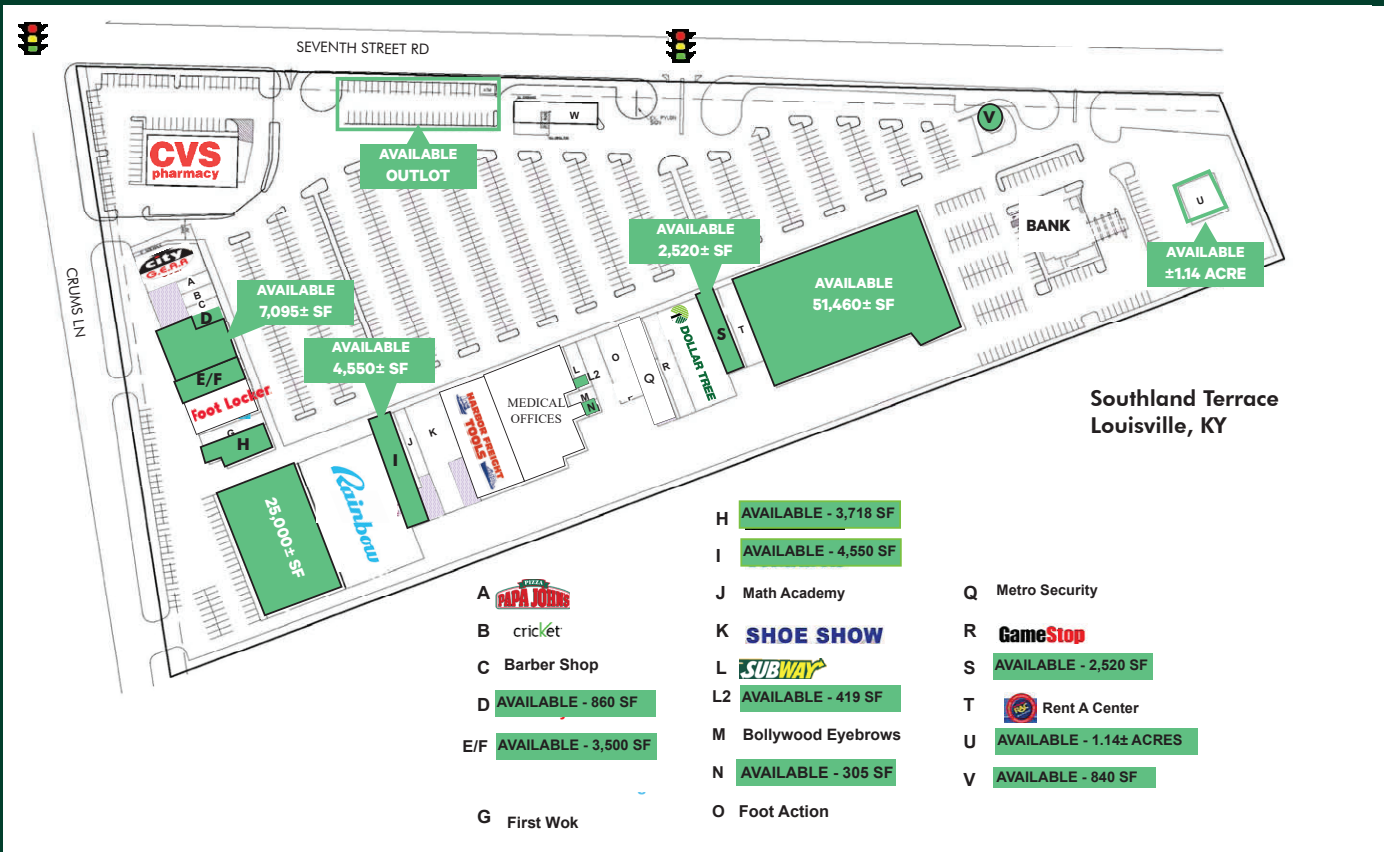 SEVENTH STREET RD
CRUMS LN
CVS
pharmacy
AVAILABLE
OUTLOT
W
V
U
AVAILABLE
±1.14 ACRE
BANK
AVAILABLE
2,520± SF
AVAILABLE
51,460± SF
CITY
G.E.A.R
A
B
C
D
AVAILABLE
7,095± SF
E/F
AVAILABLE
4,550± SF
Foot Locker
G
H
25,000± SF
Rainbow
I
J
K
HARBOR FREIGHT
TOOLS
MEDICAL
OFFICES
L
L2
M
N
O
Q
R
DOLLAR TREE
S
T
Southland Terrace
Louisville, KY
A PIZZA PAPA JOHNS
B cricket
C Barber Shop
D AVAILABLE - 860 SF
E/F AVAILABLE - 3,500 SF
G First Wok
H AVAILABLE - 3,718 SF
I AVAILABLE - 4,550 SF
J Math Academy
K SHOE SHOW
L SUBWAY
L2 AVAILABLE - 419 SF
M Bollywood Eyebrows
N AVAILABLE - 305 SF
O Foot Action
Q Metro Security
R GameStop
S AVAILABLE - 2,520 SF
T Rent A Center
U AVAILABLE - 1.14± ACRES
V AVAILABLE - 840 SF